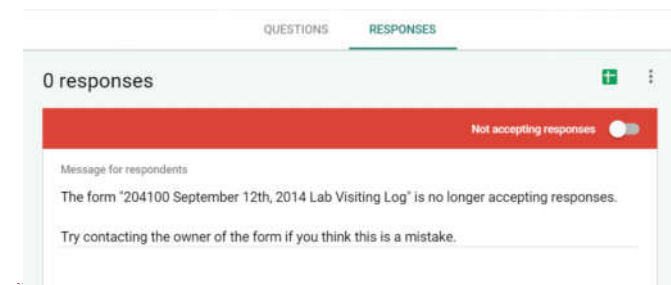 QUESTIONS RESPONSES
0 responses
Not accepting responses
Message for respondents
The form "204100 September 12th, 2014 Lab Visiting Log" is no longer accepting responses.
Try contacting the owner of the form if you think this is a mistake.